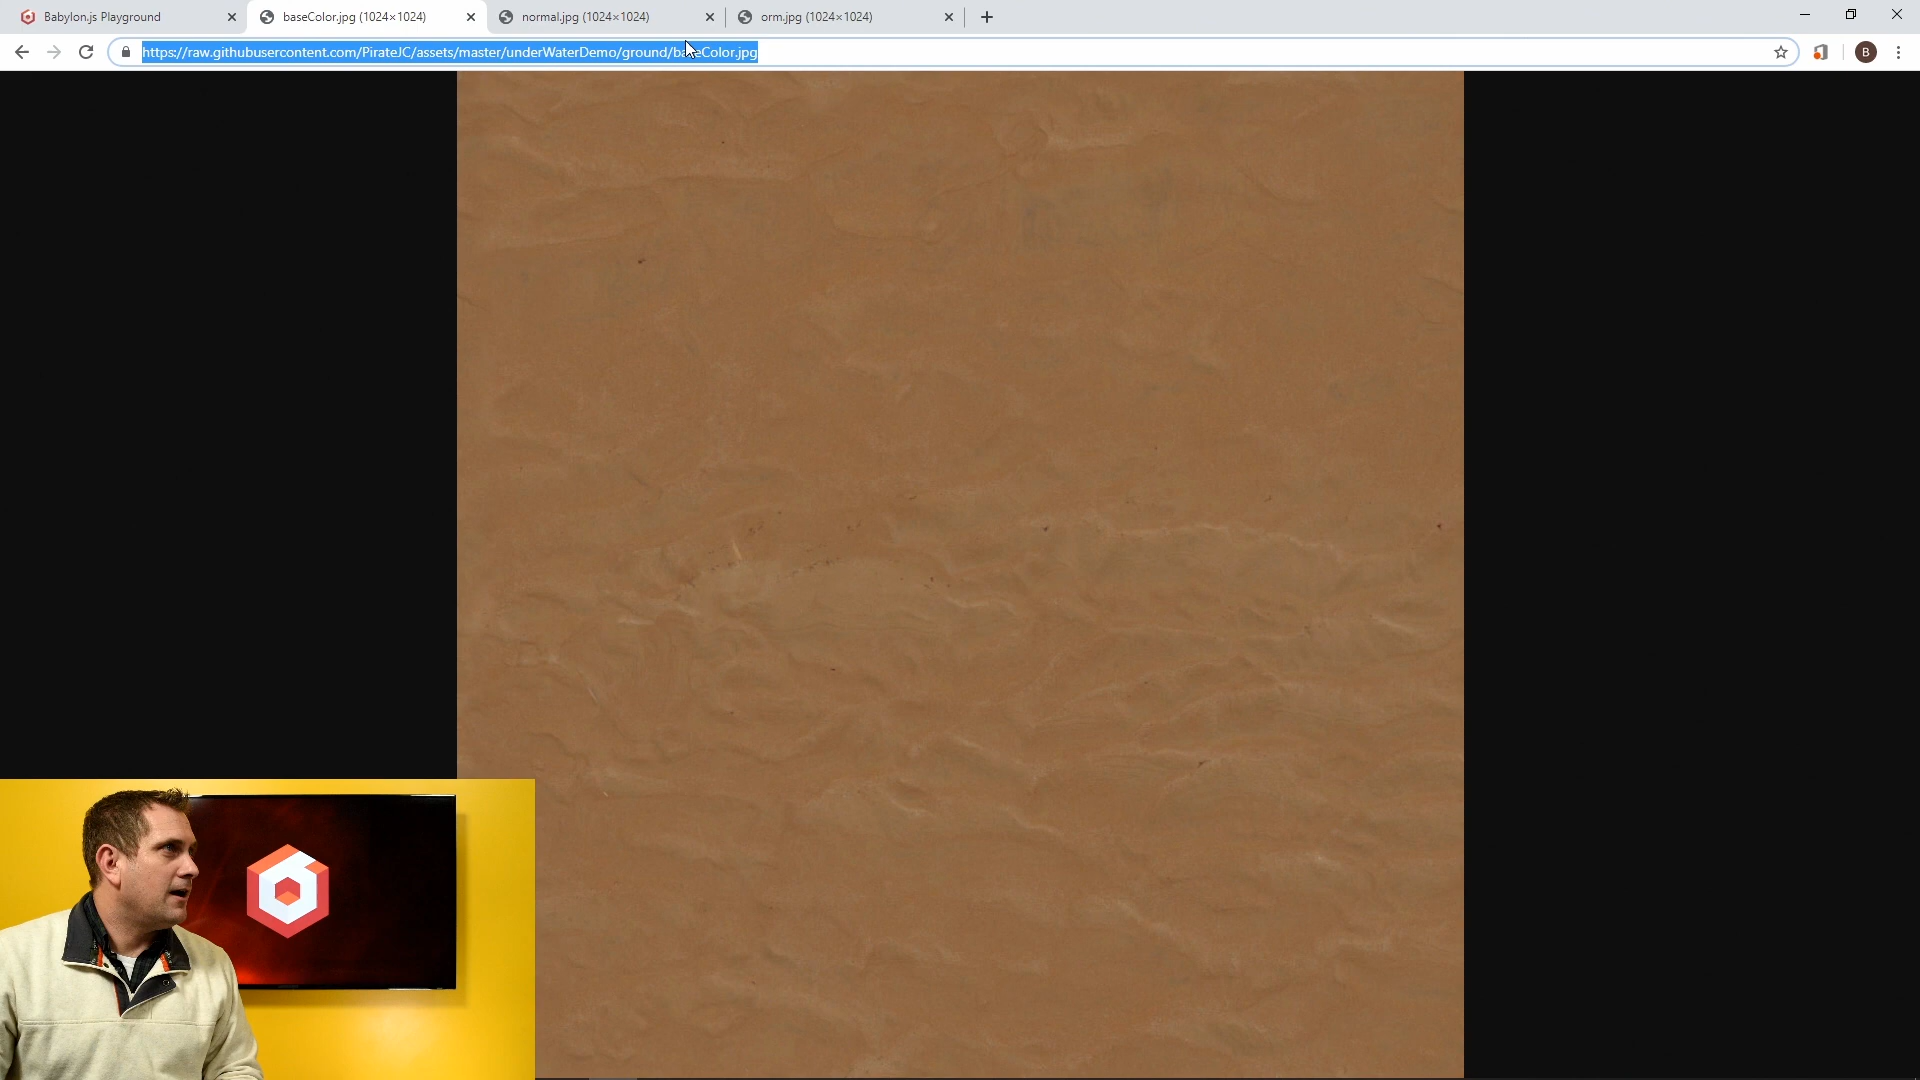 Babylon.js Playground
baseColor.jpg (1024×1024)
normal.jpg (1024×1024)
orm.jpg (1024×1024)
https://raw.githubusercontent.com/PirateJC/assets/master/underWaterDemo/ground/baseColor.jpg
B